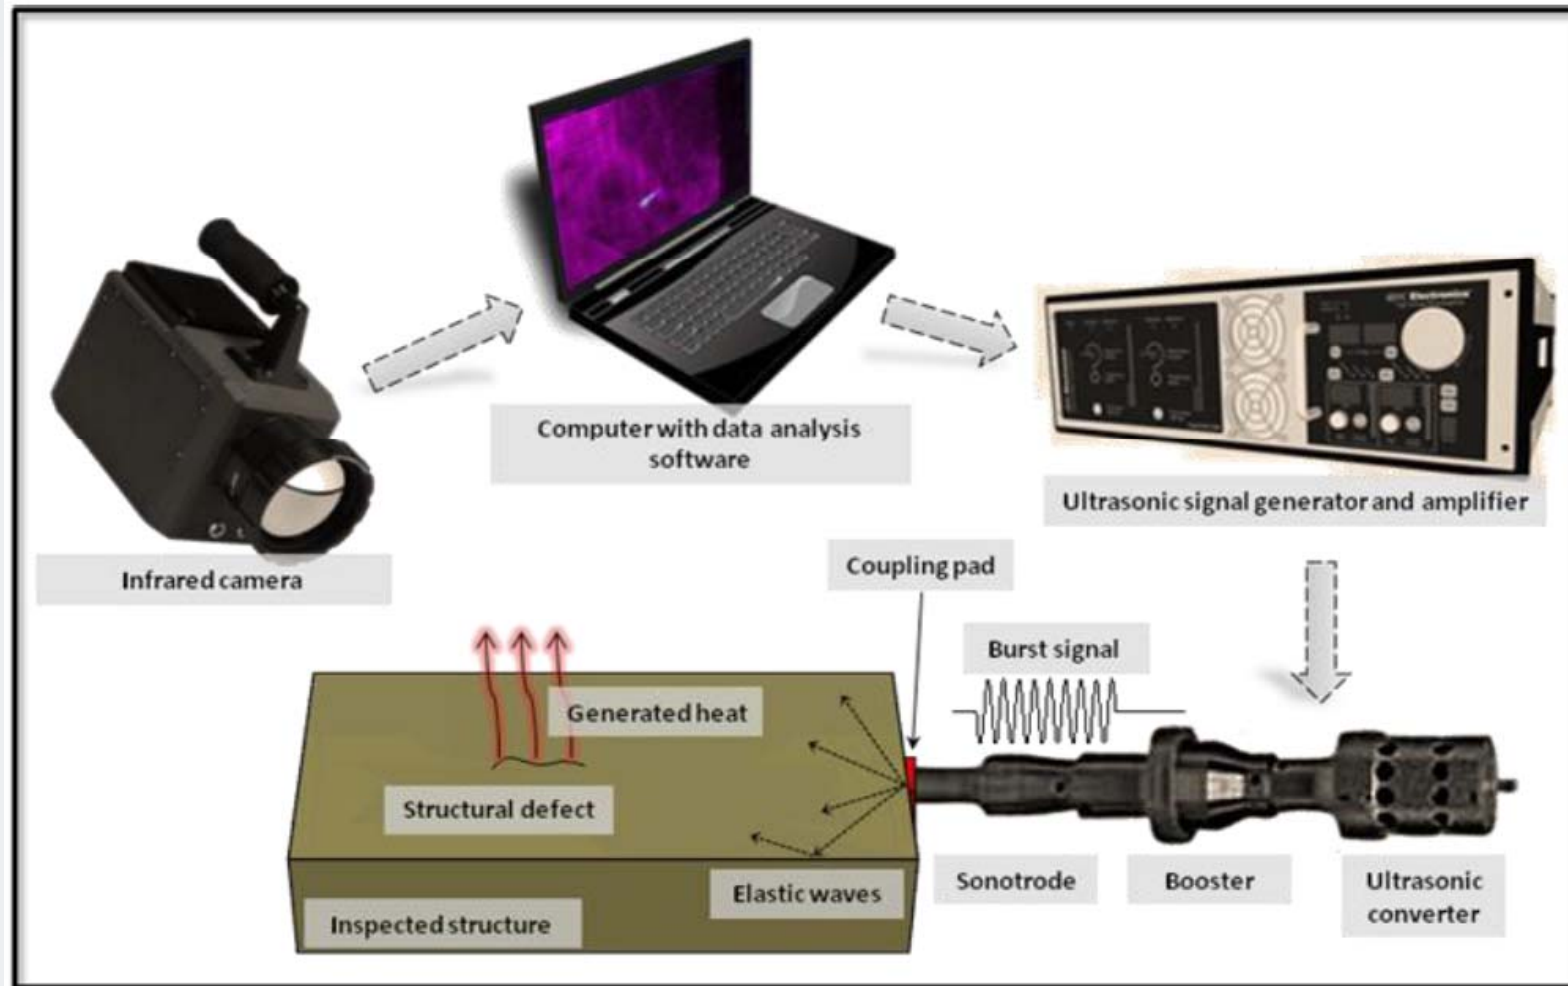 Computer with data analysis
software
Electronics
Ultrasonic signal generator and amplifier
Infrared camera
Coupling pad
Burst signal
Generated heat
Structural defect
Elastic waves
Inspected structure
Sonotrode
Booster
Ultrasonic
converter